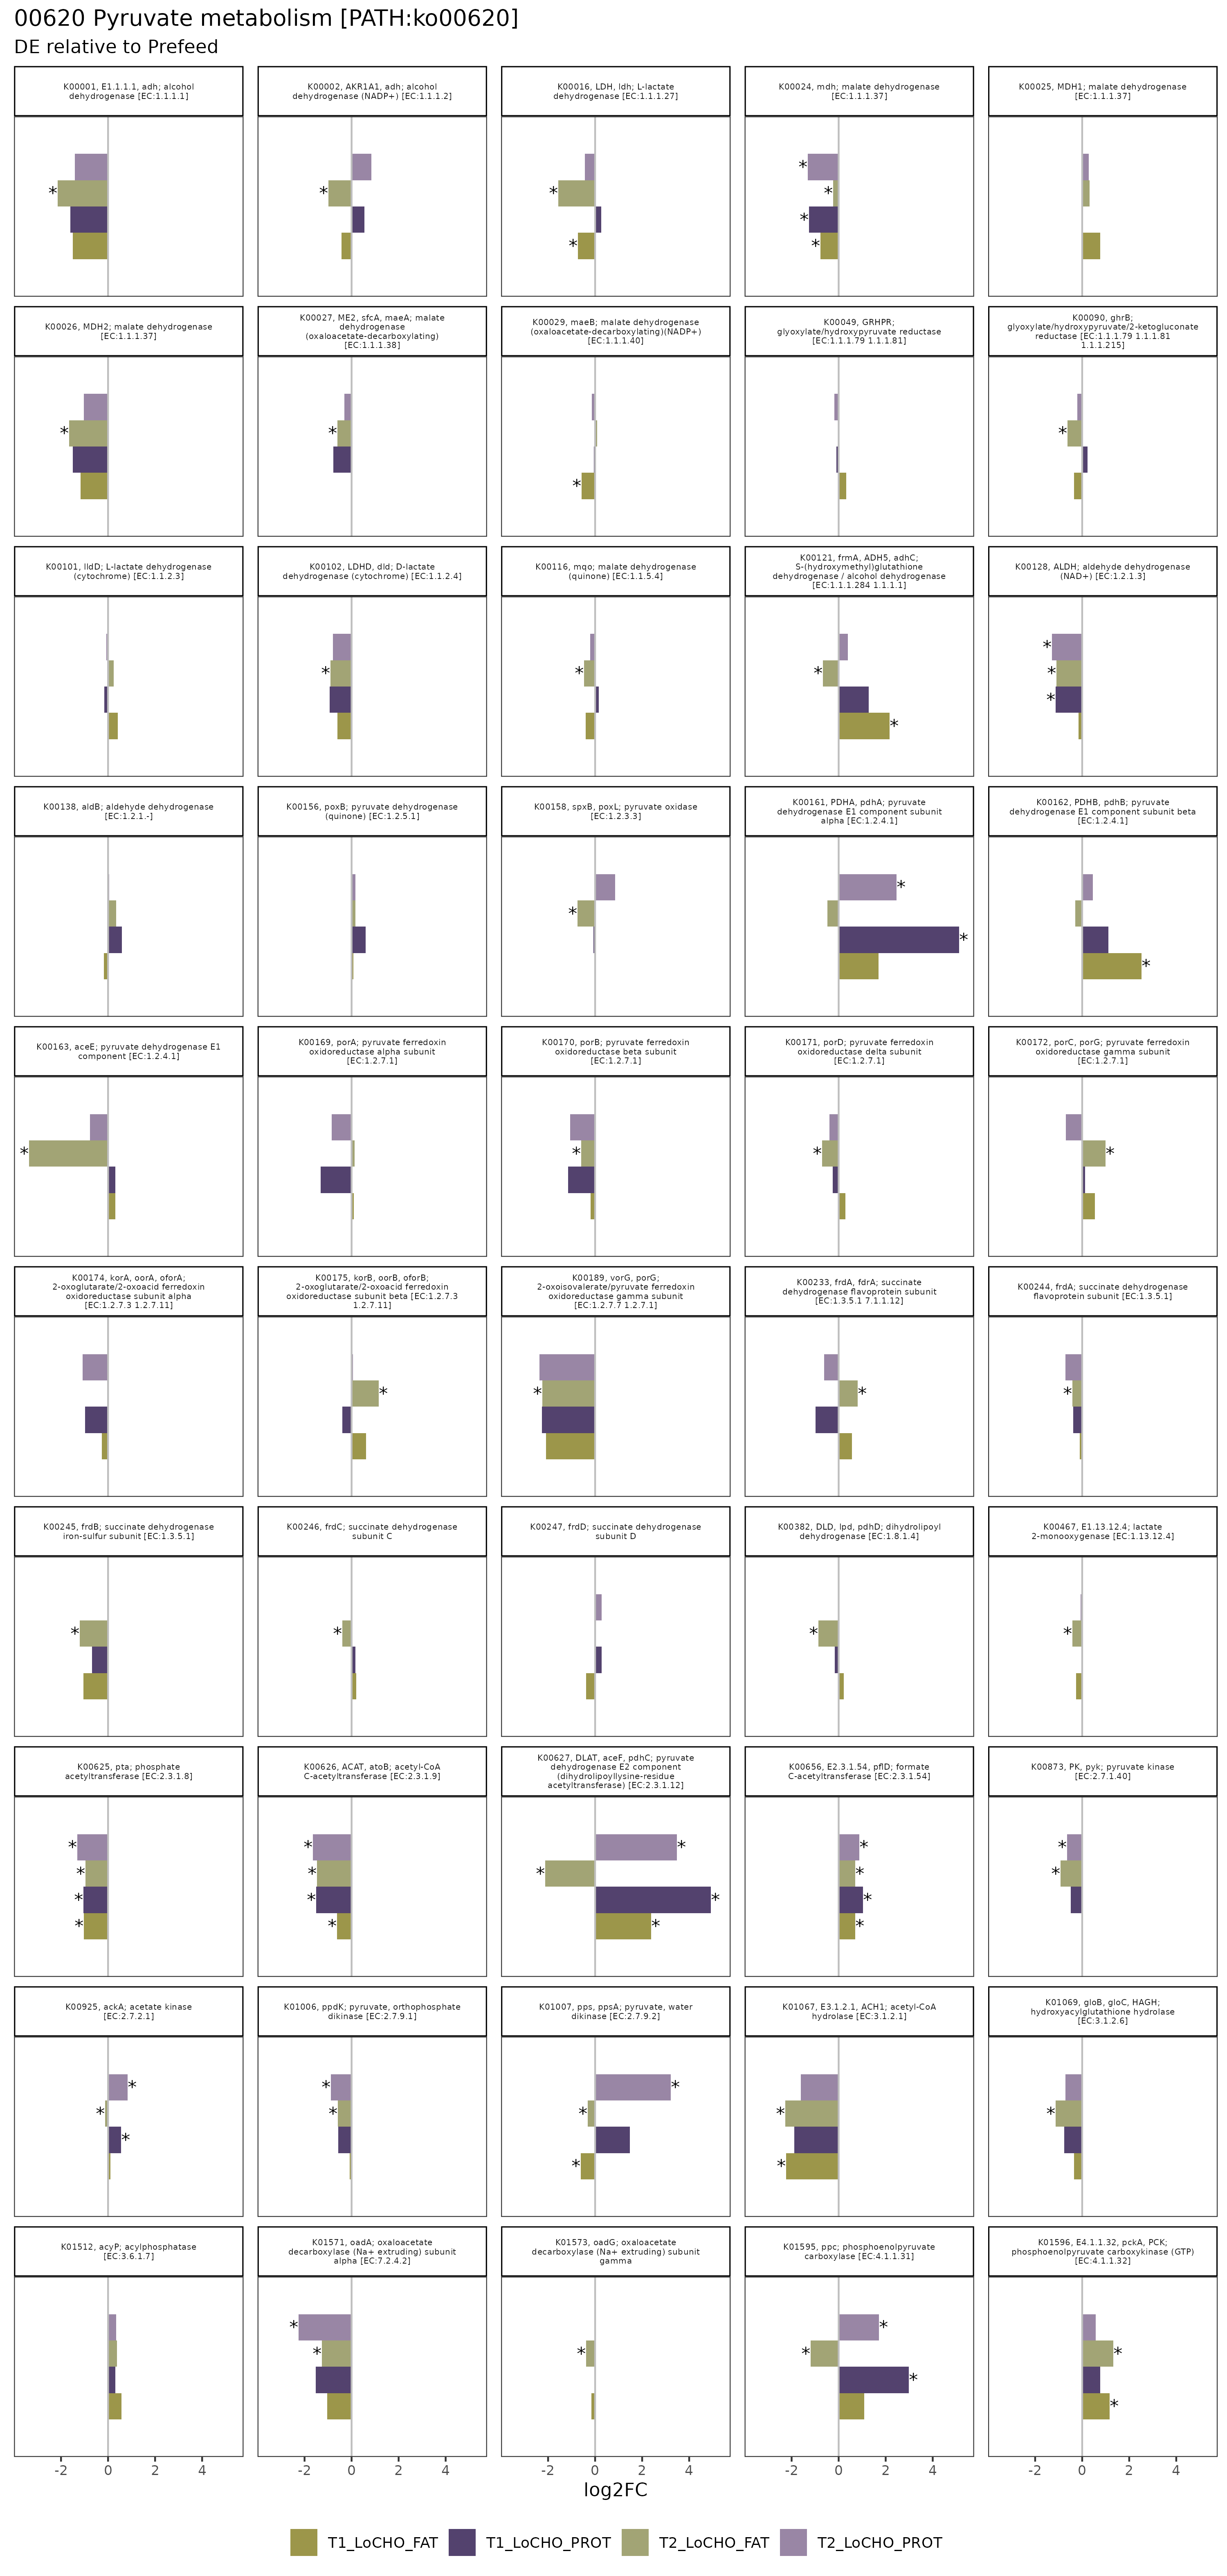 00620 Pyruvate metabolism [PATH:ko00620]
DE relative to Prefeed
K00001, E1.1.1.1, adh; alcohol
dehydrogenase [EC:1.1.1.1]
K00002, AKR1A1, adh; alcohol
dehydrogenase (NADP+) [EC:1.1.1.2]
K00016, LDH, ldh; L-lactate
dehydrogenase [EC:1.1.1.27]
K00024, mdh; malate dehydrogenase
[EC:1.1.1.37]
K00025, MDH1; malate dehydrogenase
[EC:1.1.1.37]
* * * * * * * *
K00026, MDH2; malate dehydrogenase
[EC:1.1.1.37]
K00027, ME2, sfcA, maeA; malate
dehydrogenase
(oxaloacetate-decarboxylating)
[EC:1.1.1.38]
K00029, maeB; malate dehydrogenase
(oxaloacetate-decarboxylating)(NADP+)
[EC:1.1.1.40]
K00049, GRHPR;
glyoxylate/hydroxypyruvate reductase
[EC:1.1.1.79 1.1.1.81]
K00090, ghrB;
glyoxylate/hydroxypyruvate/2-ketogluconate
reductase [EC:1.1.1.79 1.1.1.81
1.1.1.215]
* * * *
K00101, lldD; L-lactate dehydrogenase
(cytochrome) [EC:1.1.2.3]
K00102, LDHD, dld; D-lactate
dehydrogenase (cytochrome) [EC:1.1.2.4]
K00116, mqo; malate dehydrogenase
(quinone) [EC:1.1.5.4]
K00121, frmA, ADH5, adhC;
S-(hydroxymethyl)glutathione
dehydrogenase / alcohol dehydrogenase
[EC:1.1.1.284 1.1.1.1]
K00128, ALDH; aldehyde dehydrogenase
(NAD+) [EC:1.2.1.3]
* * * * * * *
K00138, aldB; aldehyde dehydrogenase
[EC:1.2.1.-]
K00156, poxB; pyruvate dehydrogenase
(quinone) [EC:1.2.5.1]
K00158, spxB, poxL; pyruvate oxidase
[EC:1.2.3.3]
K00161, PDHA, pdhA; pyruvate
dehydrogenase E1 component subunit
alpha [EC:1.2.4.1]
K00162, PDHB, pdhB; pyruvate
dehydrogenase E1 component subunit beta
[EC:1.2.4.1]
* * * *
K00163, aceE; pyruvate dehydrogenase E1
component [EC:1.2.4.1]
K00169, porA; pyruvate ferredoxin
oxidoreductase alpha subunit
[EC:1.2.7.1]
K00170, porB; pyruvate ferredoxin
oxidoreductase beta subunit
[EC:1.2.7.1]
K00171, porD; pyruvate ferredoxin
oxidoreductase delta subunit
[EC:1.2.7.1]
K00172, porC, porG; pyruvate ferredoxin
oxidoreductase gamma subunit
[EC:1.2.7.1]
* * * *
K00174, korA, oorA, oforA;
2-oxoglutarate/2-oxoacid ferredoxin
oxidoreductase subunit alpha
[EC:1.2.7.3 1.2.7.11]
K00175, korB, oorB, oforB;
2-oxoglutarate/2-oxoacid ferredoxin
oxidoreductase subunit beta [EC:1.2.7.3
1.2.7.11]
K00189, vorG, porG;
2-oxoisovalerate/pyruvate ferredoxin
oxidoreductase gamma subunit
[EC:1.2.7.7 1.2.7.1]
K00233, frdA, fdrA; succinate
dehydrogenase flavoprotein subunit
[EC:1.3.5.1 7.1.1.12]
K00244, frdA; succinate dehydrogenase
flavoprotein subunit [EC:1.3.5.1]
* * * *
K00245, frdB; succinate dehydrogenase
iron-sulfur subunit [EC:1.3.5.1]
K00246, frdC; succinate dehydrogenase
subunit C
K00247, frdD; succinate dehydrogenase
subunit D
K00382, DLD, lpd, pdhD; dihydrolipoyl
dehydrogenase [EC:1.8.1.4]
K00467, E1.13.12.4; lactate
2-monooxygenase [EC:1.13.12.4]
* * * *
K00625, pta; phosphate
acetyltransferase [EC:2.3.1.8]
K00626, ACAT, atoB; acetyl-CoA
C-acetyltransferase [EC:2.3.1.9]
K00627, DLAT, aceF, pdhC; pyruvate
dehydrogenase E2 component
(dihydrolipoyllysine-residue
acetyltransferase) [EC:2.3.1.12]
K00656, E2.3.1.54, pflD; formate
C-acetyltransferase [EC:2.3.1.54]
K00873, PK, pyk; pyruvate kinase
[EC:2.7.1.40]
* * * * * * * * * * * * * * * * * *
K00925, ackA; acetate kinase
[EC:2.7.2.1]
K01006, ppdK; pyruvate, orthophosphate
dikinase [EC:2.7.9.1]
K01007, pps, ppsA; pyruvate, water
dikinase [EC:2.7.9.2]
K01067, E3.1.2.1, ACH1; acetyl-CoA
hydrolase [EC:3.1.2.1]
K01069, gloB, gloC, HAGH;
hydroxyacylglutathione hydrolase
[EC:3.1.2.6]
* * * * * * * * * * *
K01512, acyP; acylphosphatase
[EC:3.6.1.7]
K01571, oadA; oxaloacetate
decarboxylase (Na+ extruding) subunit
alpha [EC:7.2.4.2]
K01573, oadG; oxaloacetate
decarboxylase (Na+ extruding) subunit
gamma
K01595, ppc; phosphoenolpyruvate
carboxylase [EC:4.1.1.31]
K01596, E4.1.1.32, pckA, PCK;
phosphoenolpyruvate carboxykinase (GTP)
[EC:4.1.1.32]
* * * * * * * *
-2 0 2 4 -2 0 2 4 -2 0 2 4 -2 0 2 4 -2 0 2 4
log2FC
T1_LoCHO_FAT T1_LoCHO_PROT T2_LoCHO_FAT T2_LoCHO_PROT